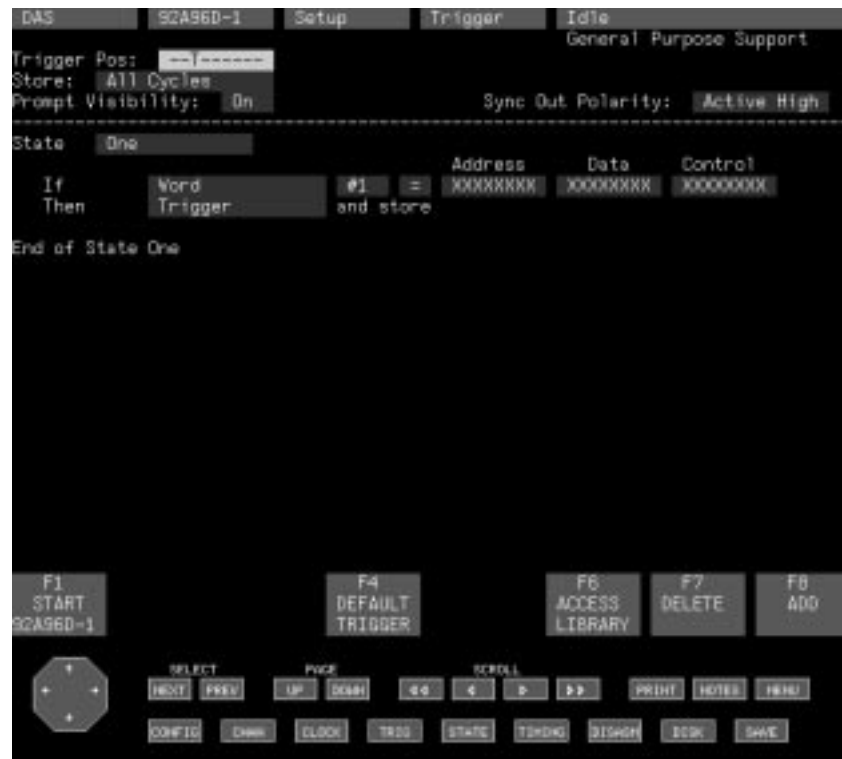 DAS 92A96D-1 Setup Trigger Idle
General Purpose Support
Trigger Pos: --T------
Store: All Cycles
Prompt Visibility: On Sync Out Polarity: Active High
State One
Address Data Control
If Word #1 = XXXXXXXX XXXXXXXX XXXXXXXX
Then Trigger and store
End of State One
F1 F4 F6 F7 F8
START DEFAULT ACCESS DELETE ADD
92A96D-1 TRIGGER LIBRARY
SELECT PAGE SCROLL
NEXT PREV UP DOWN PRINT NOTES MENU
CONFIG CHAN CLOCK TRIG STATE TIMING DISASM DISK SAVE